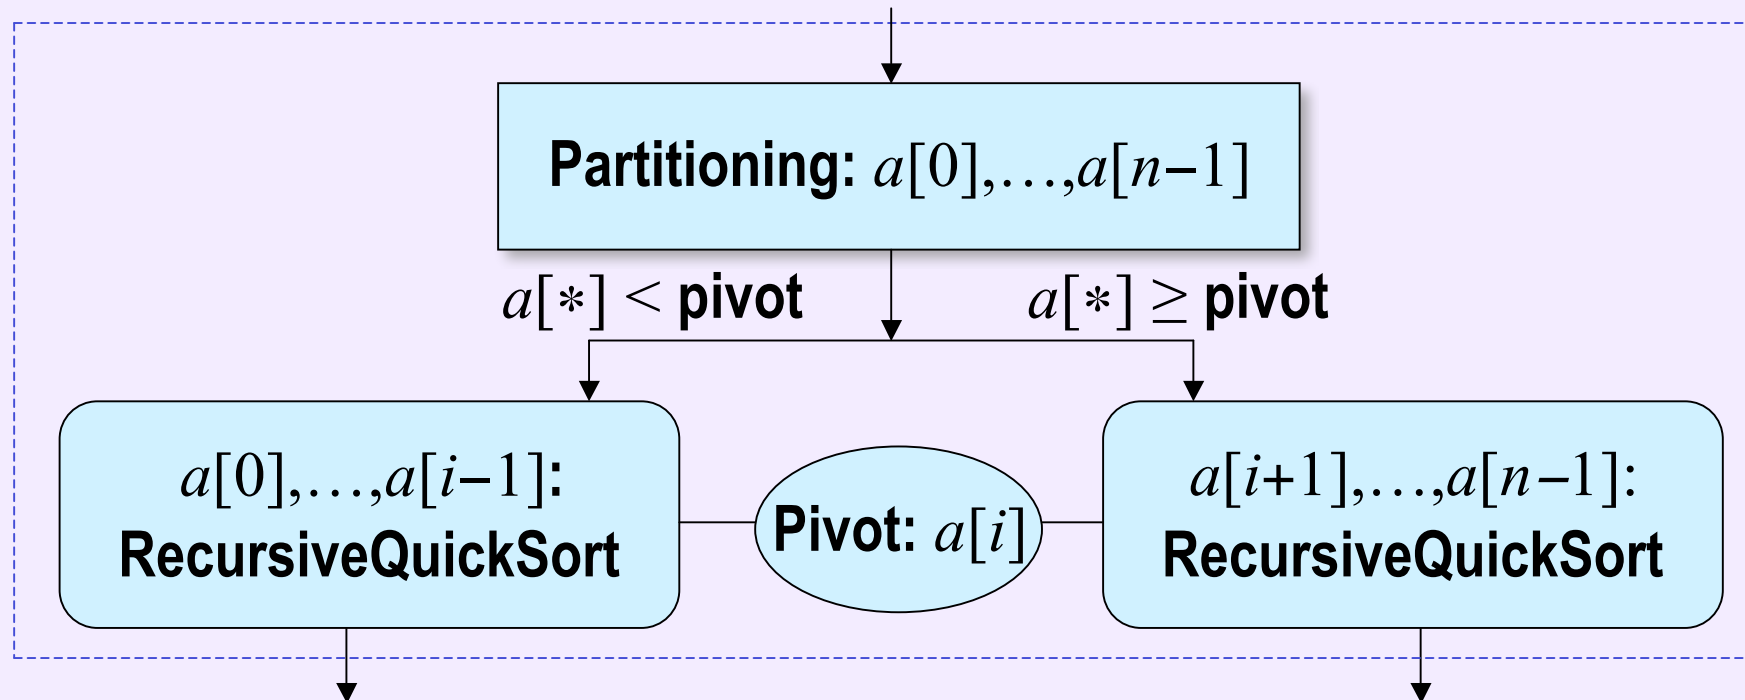 Partitioning: a[0],…,a[n−1]
a[*] < pivot
a[*] ≥ pivot
a[0],…,a[i−1]:
RecursiveQuickSort
Pivot: a[i]
a[i+1],…,a[n−1]:
RecursiveQuickSort